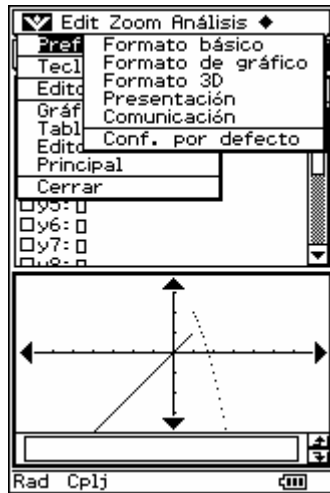 Edit Zoom Análisis ◆
Pref
Formato básico
Formato de gráfico
Formato 3D
Presentación
Comunicación
Conf. por defecto
Tecl
Edito
Gráf
Tabl
Edito
Principal
Cerrar
y5:▯
y6:▯
y7:▯
y8:▯
Rad Cplj